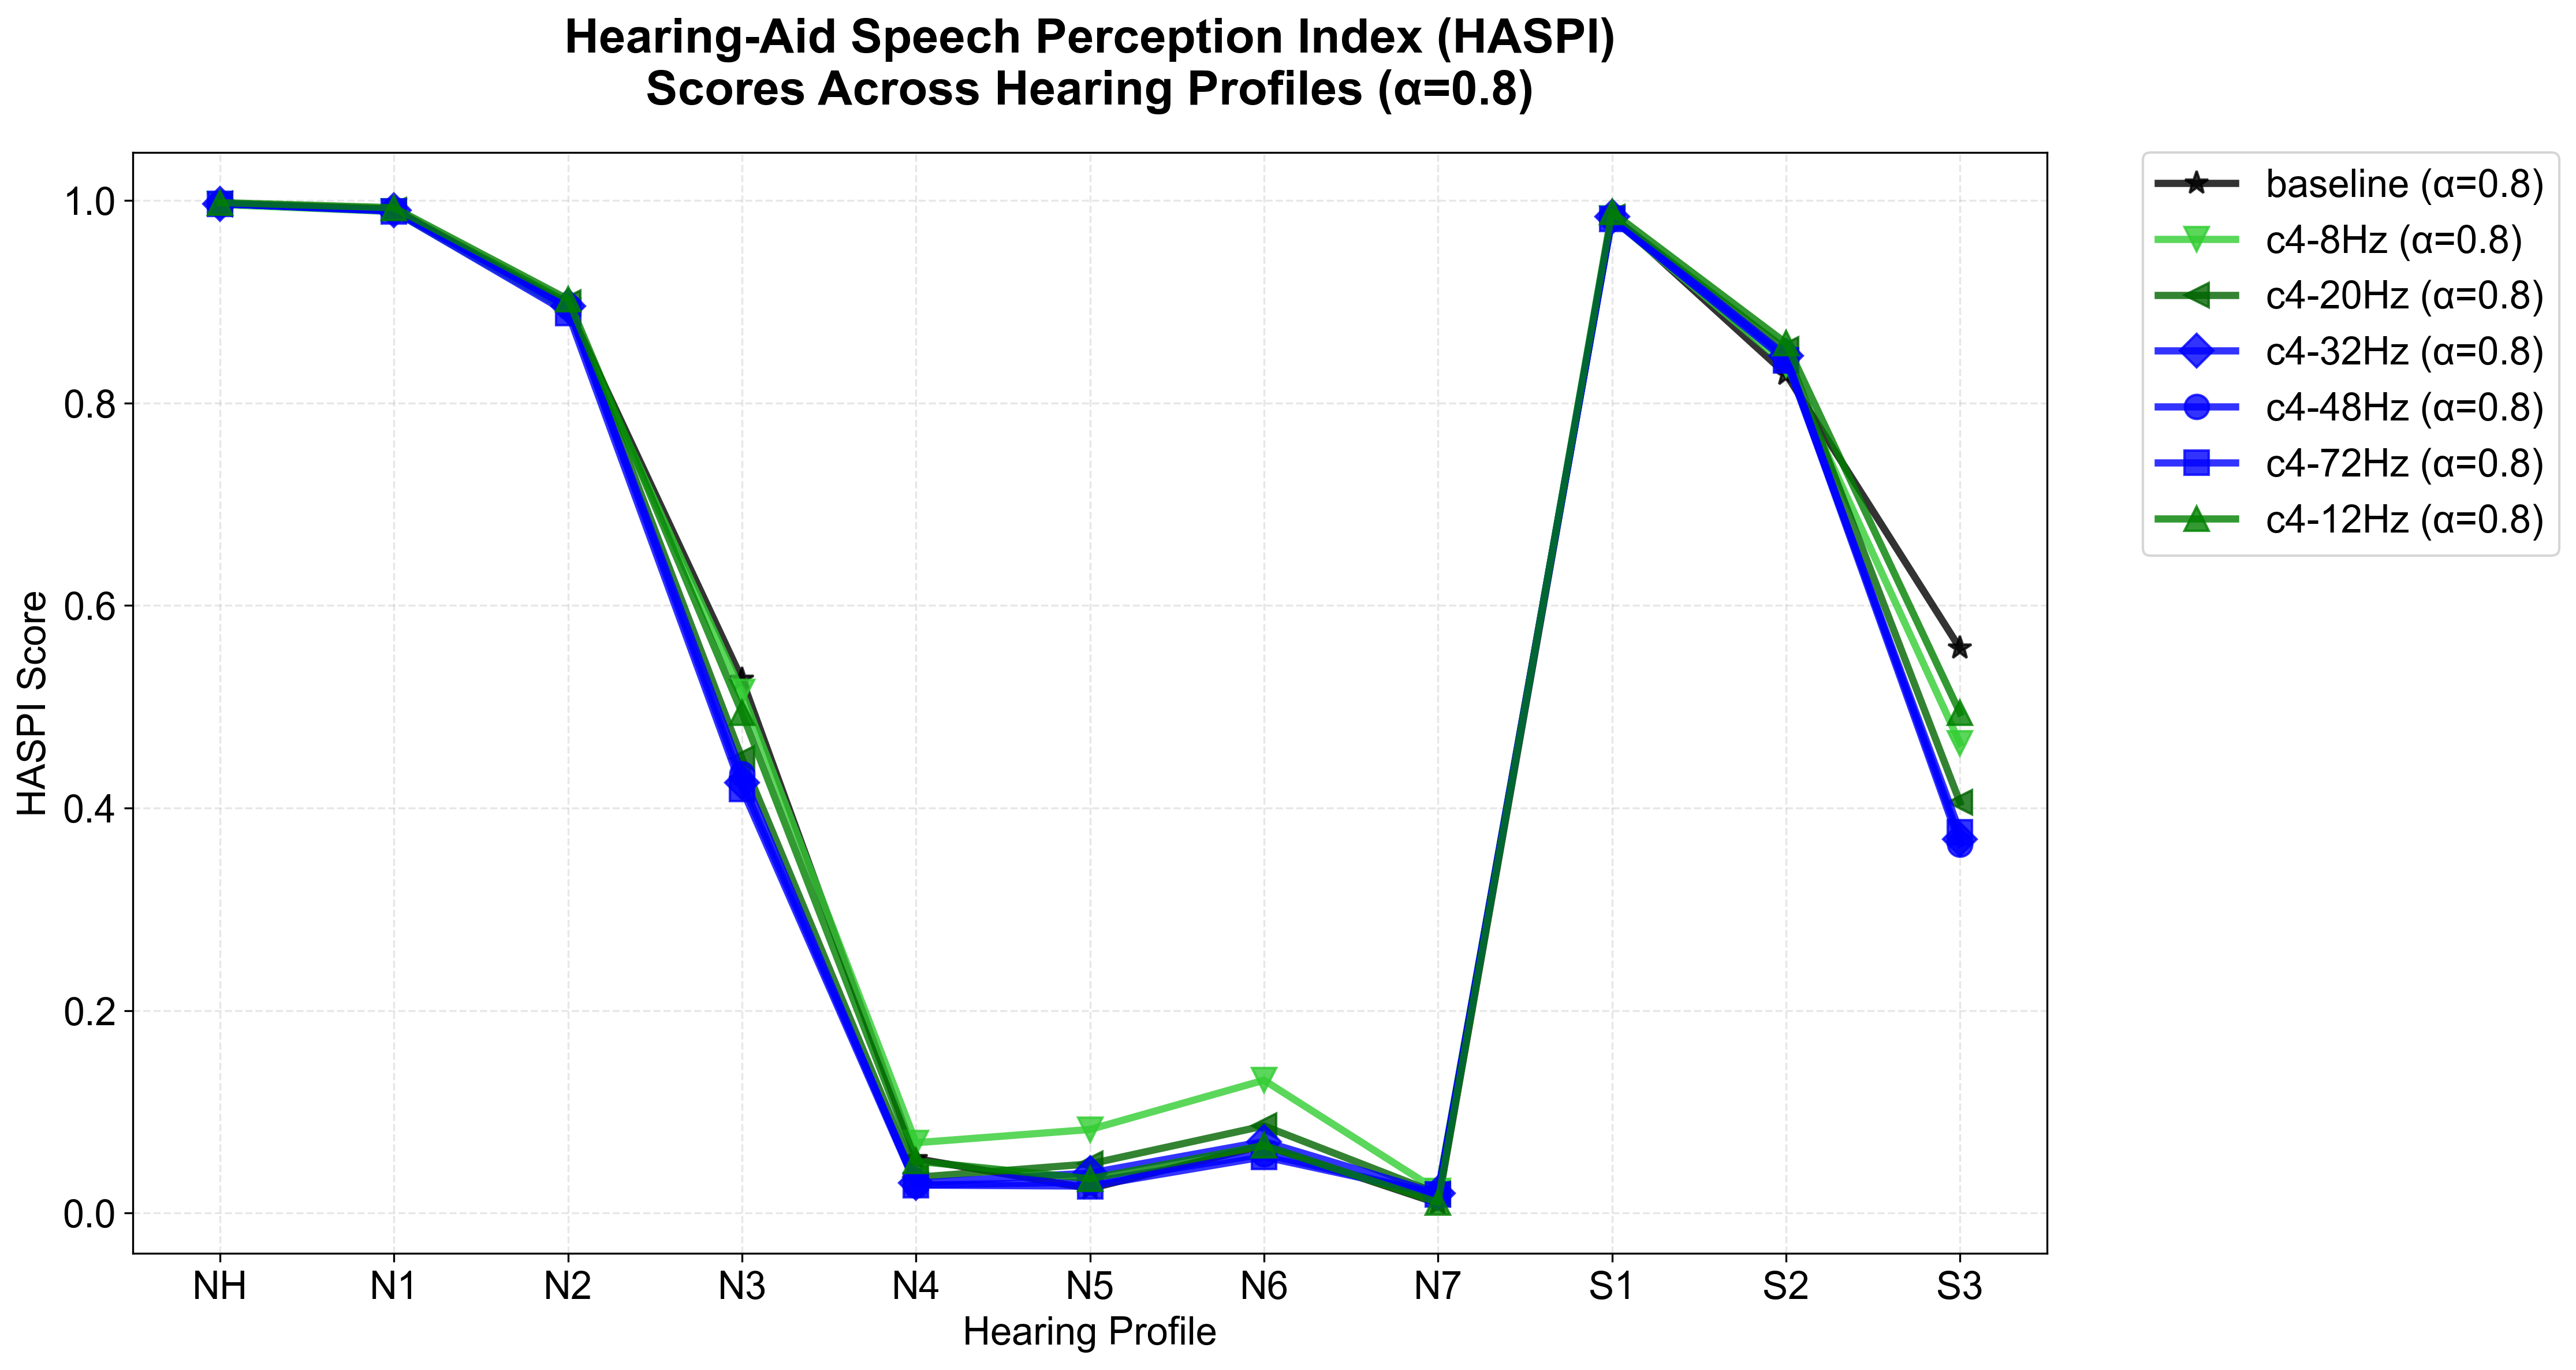 Hearing-Aid Speech Perception Index (HASPI)
Scores Across Hearing Profiles (α=0.8)
HASPI Score
1.0
0.8
0.6
0.4
0.2
0.0
NH N1 N2 N3 N4 N5 N6 N7 S1 S2 S3
Hearing Profile
baseline (α=0.8)
c4-8Hz (α=0.8)
c4-20Hz (α=0.8)
c4-32Hz (α=0.8)
c4-48Hz (α=0.8)
c4-72Hz (α=0.8)
c4-12Hz (α=0.8)